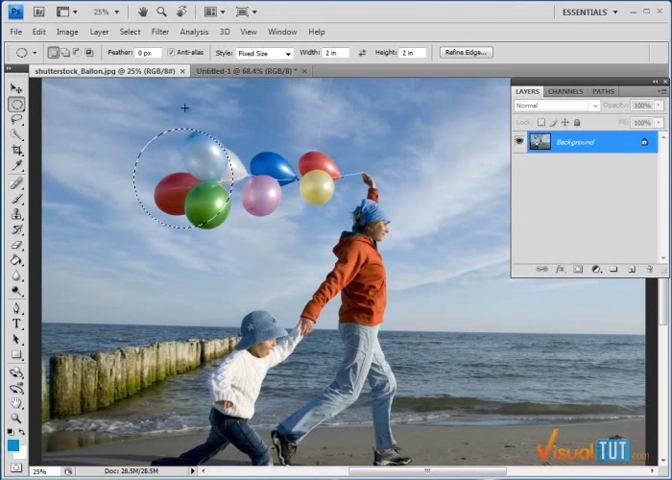 Ps Br 25% ESSENTIALS
File Edit Image Layer Select Filter Analysis 3D View Window Help
Feather: 0 px Anti-alias Style: Fixed Size Width: 2 in Height: 2 in Refine Edge...
shutterstock_Ballon.jpg @ 25% (RGB/8#) × Untitled-1 @ 68.4% (RGB/8) * ×
LAYERS CHANNELS PATHS
Normal Opacity: 100%
Lock: Fill: 100%
Background
T
VisualTUT.com
25% Doc: 28.5M/28.5M